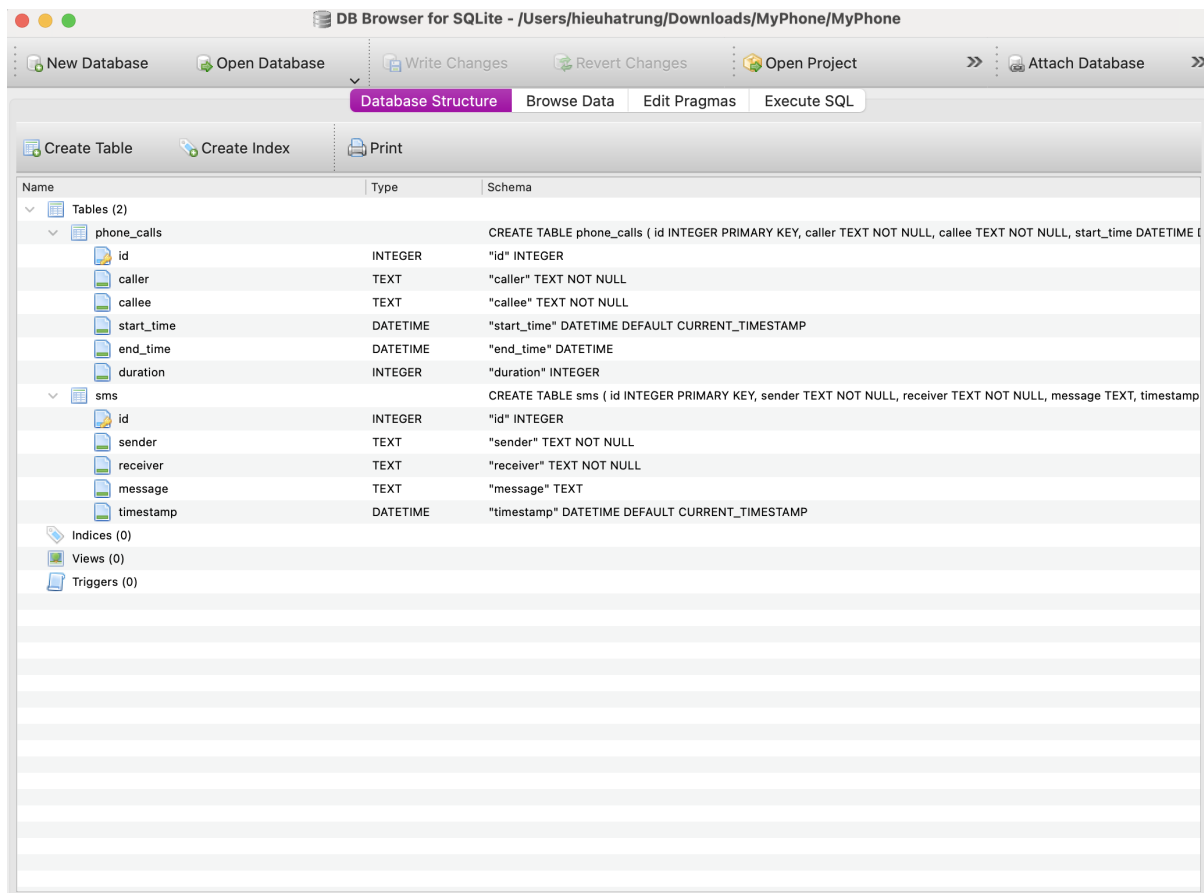 DB Browser for SQLite - /Users/hieuhatrung/Downloads/MyPhone/MyPhone
New Database Open Database Write Changes Revert Changes Open Project Attach Database
Database Structure Browse Data Edit Pragmas Execute SQL
Create Table Create Index Print
Name Type Schema
Tables (2)
phone_calls CREATE TABLE phone_calls ( id INTEGER PRIMARY KEY, caller TEXT NOT NULL, callee TEXT NOT NULL, start_time DATETIME
id INTEGER "id" INTEGER
caller TEXT "caller" TEXT NOT NULL
callee TEXT "callee" TEXT NOT NULL
start_time DATETIME "start_time" DATETIME DEFAULT CURRENT_TIMESTAMP
end_time DATETIME "end_time" DATETIME
duration INTEGER "duration" INTEGER
sms CREATE TABLE sms ( id INTEGER PRIMARY KEY, sender TEXT NOT NULL, receiver TEXT NOT NULL, message TEXT, timestamp
id INTEGER "id" INTEGER
sender TEXT "sender" TEXT NOT NULL
receiver TEXT "receiver" TEXT NOT NULL
message TEXT "message" TEXT
timestamp DATETIME "timestamp" DATETIME DEFAULT CURRENT_TIMESTAMP
Indices (0)
Views (0)
Triggers (0)